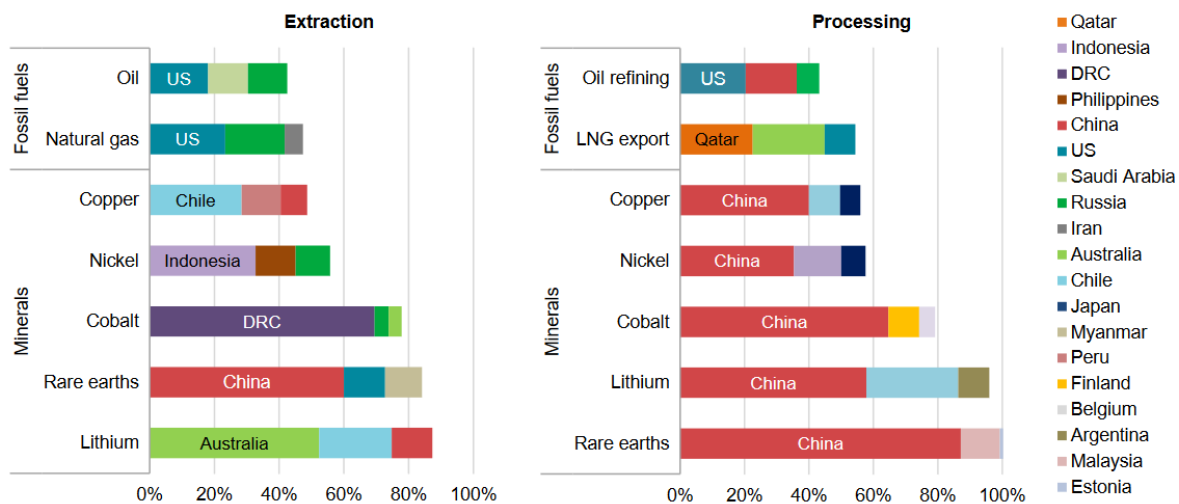 Extraction
Fossil fuels
Oil
US
Natural gas
US
Minerals
Copper
Chile
Nickel
Indonesia
Cobalt
DRC
Rare earths
China
Lithium
Australia
0% 20% 40% 60% 80% 100%
Processing
Fossil fuels
Oil refining
US
LNG export
Qatar
Minerals
Copper
China
Nickel
China
Cobalt
China
Lithium
China
Rare earths
China
0% 20% 40% 60% 80% 100%
Qatar
Indonesia
DRC
Philippines
China
US
Saudi Arabia
Russia
Iran
Australia
Chile
Japan
Myanmar
Peru
Finland
Belgium
Argentina
Malaysia
Estonia